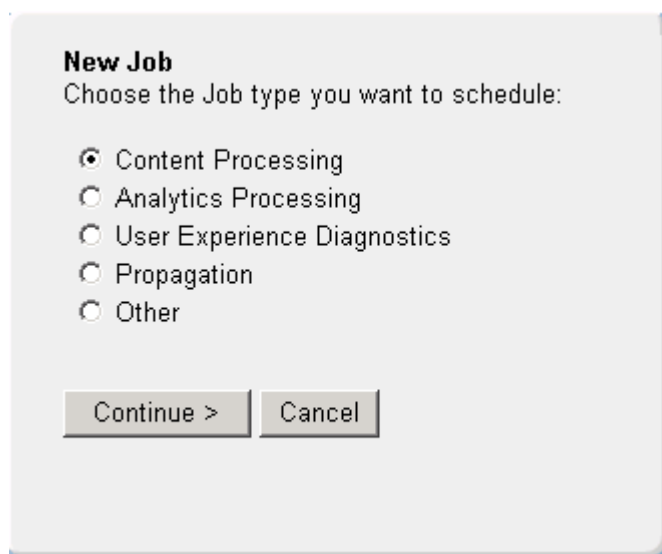 New Job
Choose the Job type you want to schedule:
Content Processing
Analytics Processing
User Experience Diagnostics
Propagation
Other
Continue >
Cancel